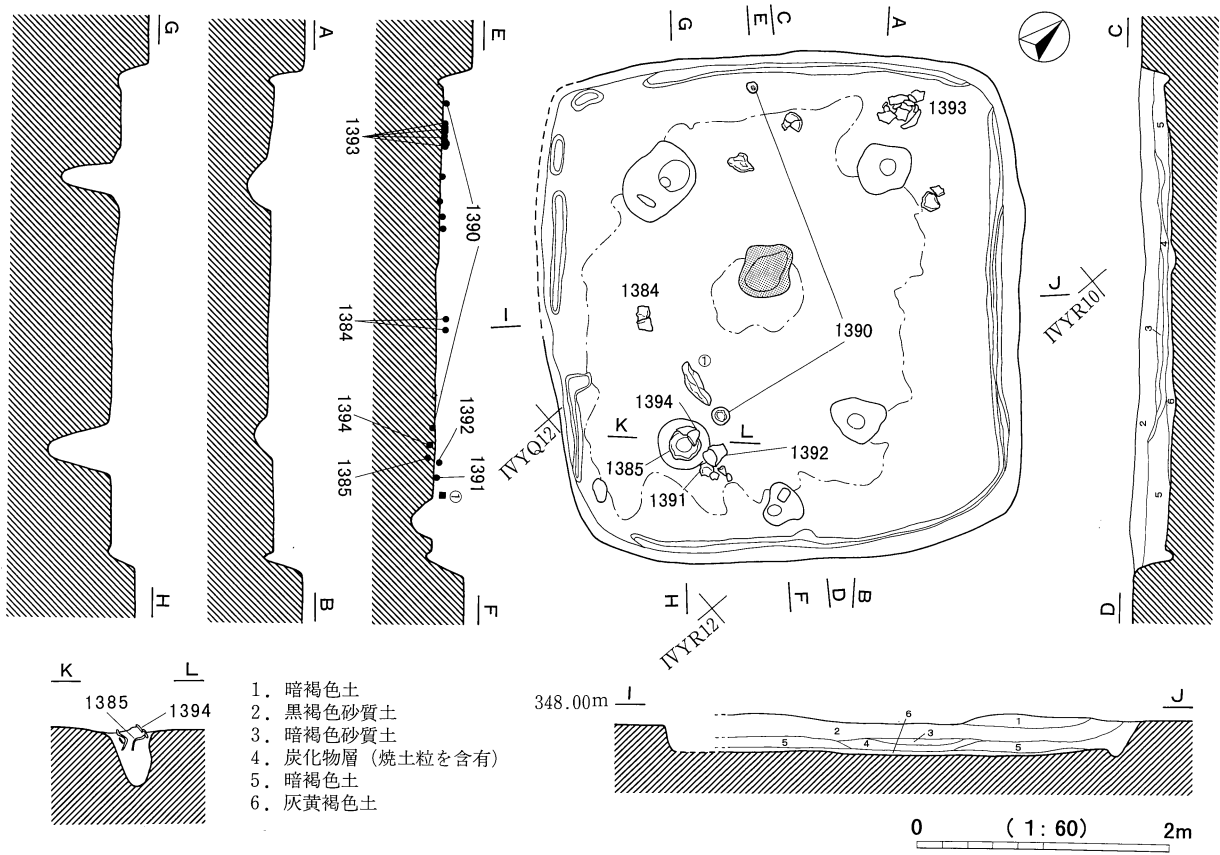 G
A
E
G
E
C
A
C
1393
1390
1384
1394
1385
1392
1391
①
H
B
F
1393
1384
1390
1394
1385
1392
1391
①
I
J
K
L
ⅣYR10
ⅣYQ12
ⅣYR12
H
F
D
B
D
5
4
3
6
2
5
K
L
1385
1394
1. 暗褐色土
2. 黒褐色砂質土
3. 暗褐色砂質土
4. 炭化物層（焼土粒を含有）
5. 暗褐色土
6. 灰黄褐色土
348.00m
I
J
6
1
2
3
5
4
5
0 (1:60) 2m